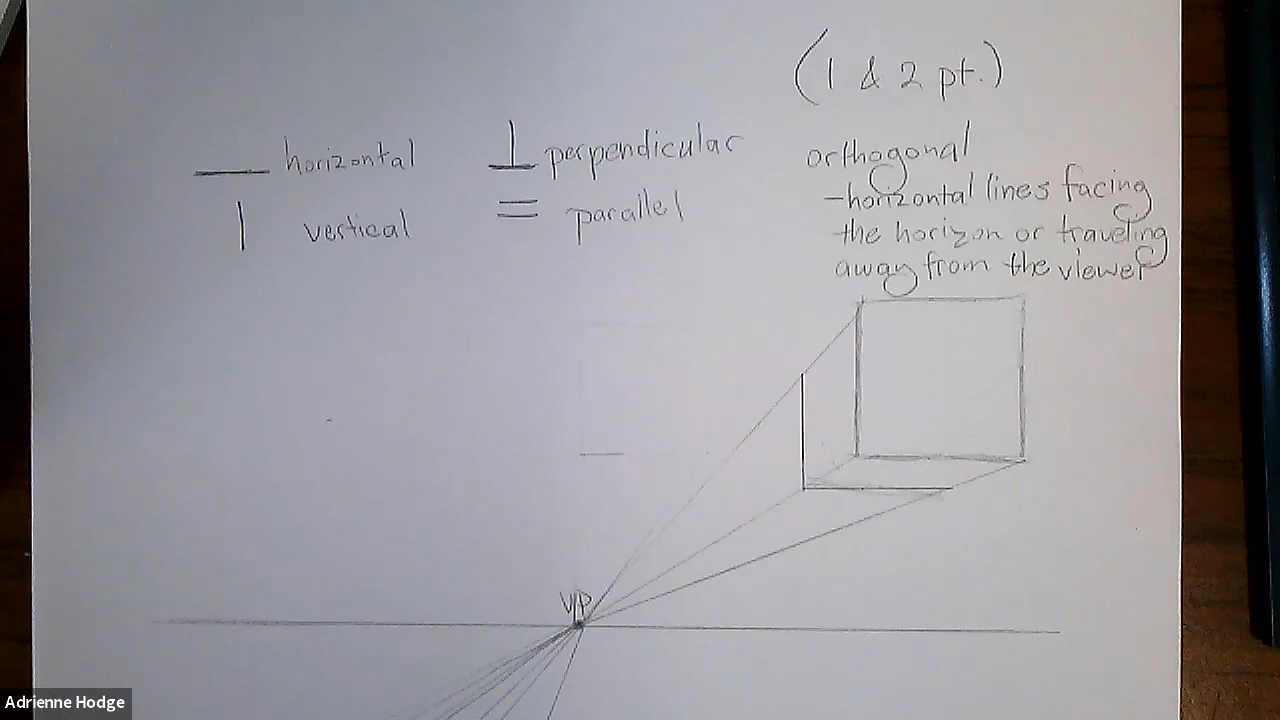 (1 & 2 pt.)
horizontal
perpendicular
vertical
parallel
orthogonal
-horizontal lines facing
the horizon or traveling
away from the viewer
VP
Adrienne Hodge